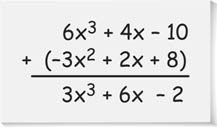 6x³ + 4x - 10
+ (-3x² + 2x + 8)
3x³ + 6x - 2